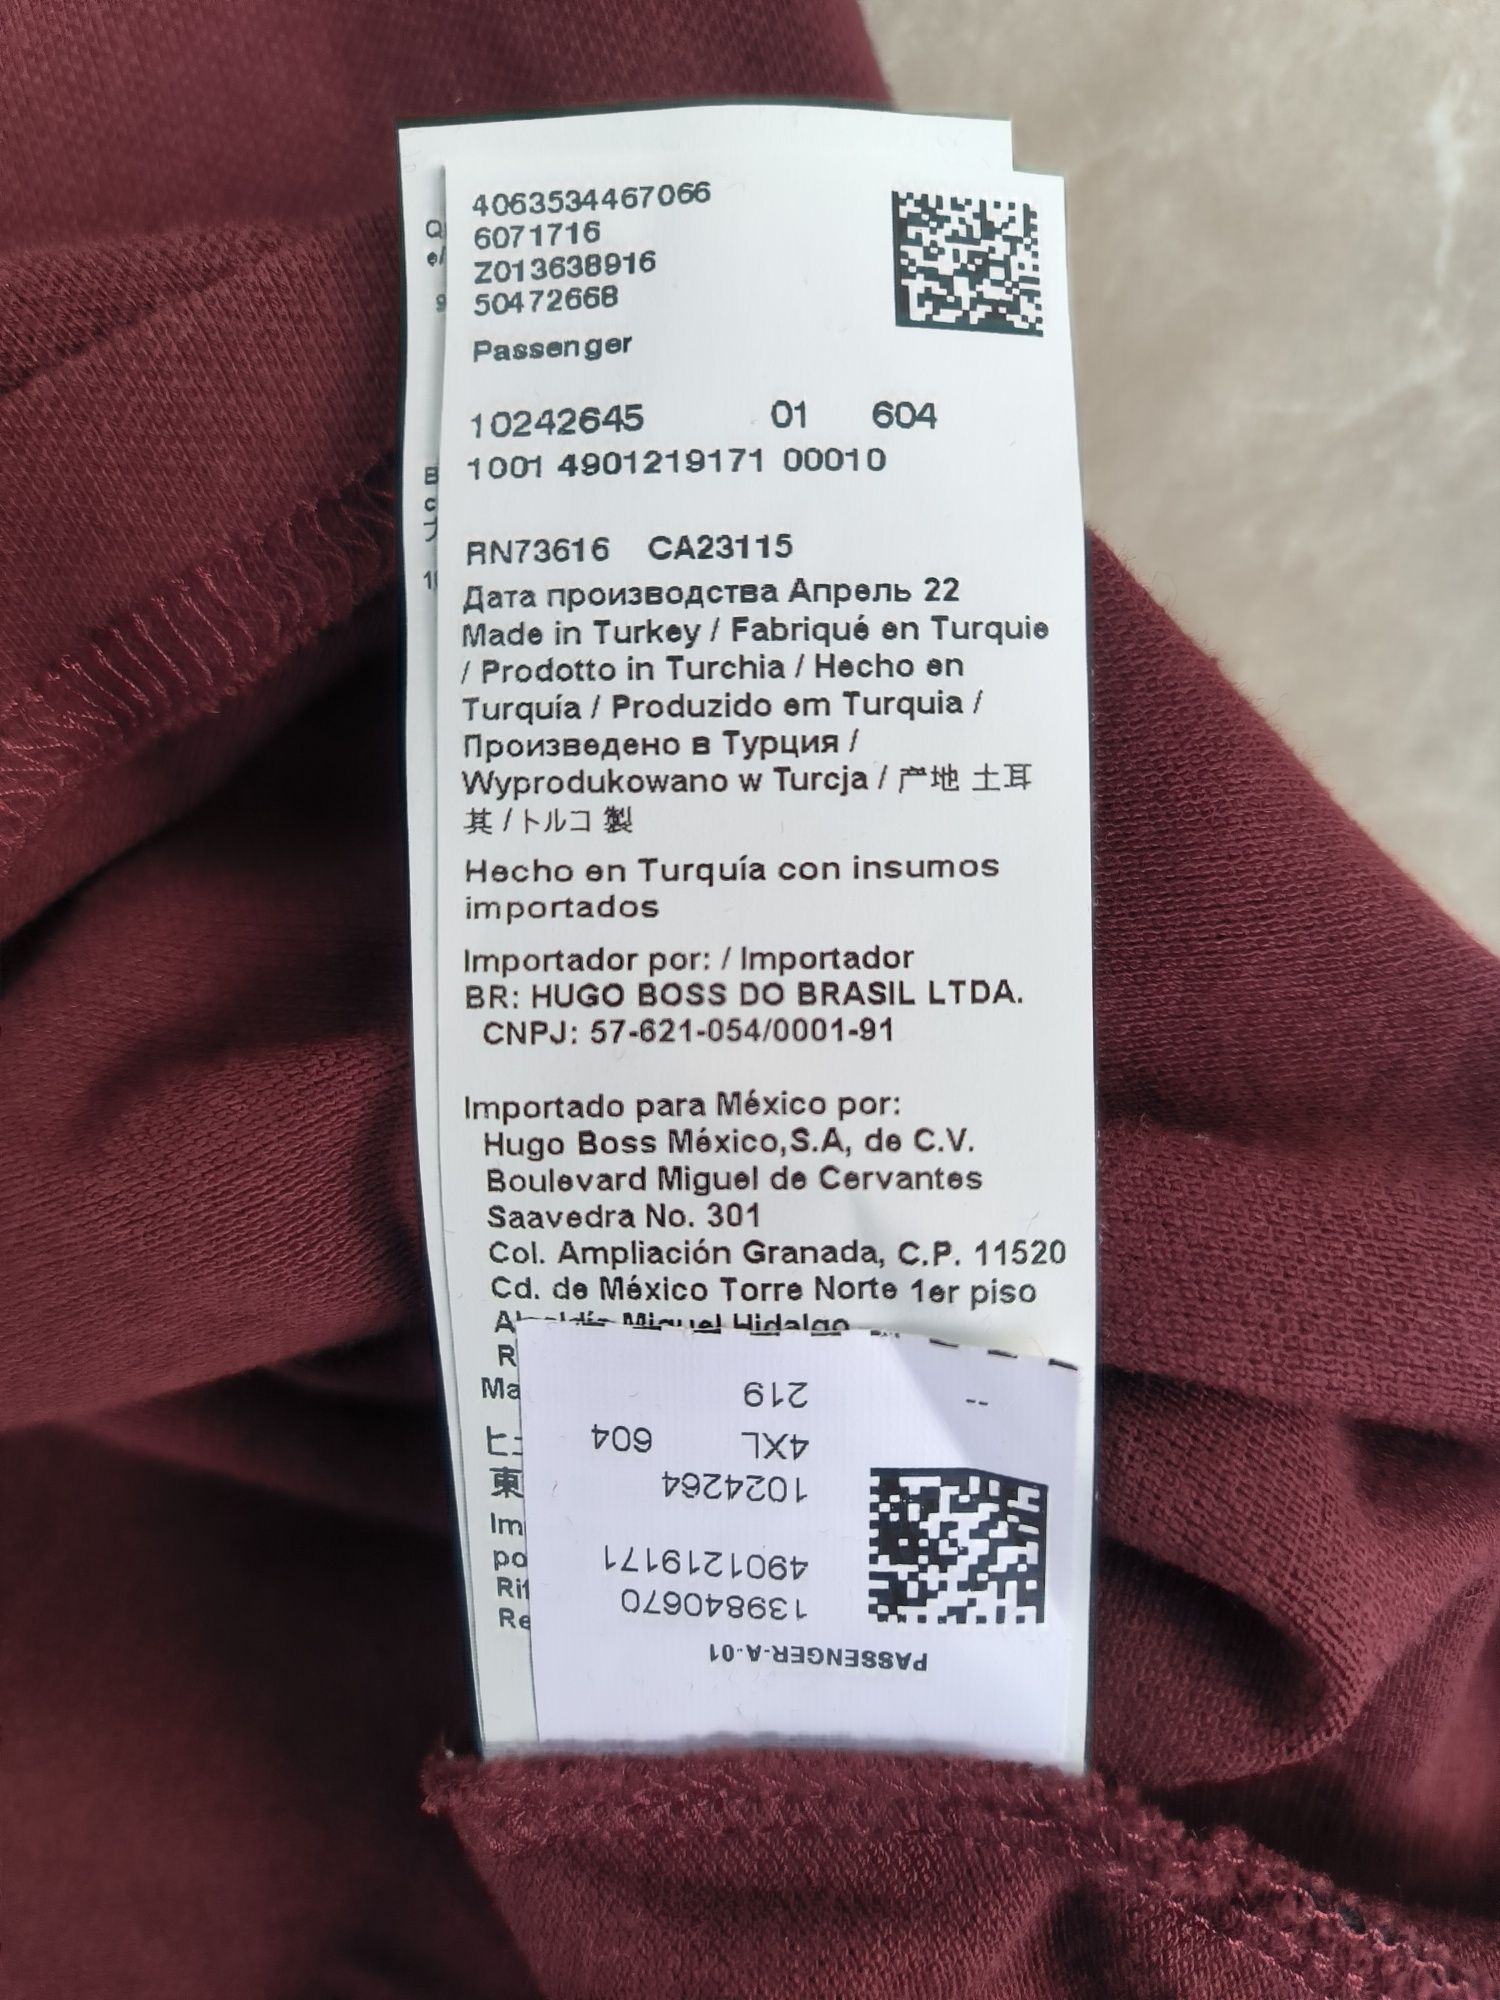 4063534467066
6071716
Z013638916
50472668
Passenger
10242645 01 604
1001 4901219171 00010
RN73616 CA23115
Дата производства Апрель 22
Made in Turkey / Fabriqué en Turquie
/ Prodotto in Turchia / Hecho en
Turquía / Produzido em Turquia /
Произведено в Турция /
Wyprodukowano w Turcja / 产地 土耳
其 / トルコ 製
Hecho en Turquía con insumos
importados
Importador por: / Importador
BR: HUGO BOSS DO BRASIL LTDA.
CNPJ: 57-621-054/0001-91
Importado para México por:
Hugo Boss México,S.A, de C.V.
Boulevard Miguel de Cervantes
Saavedra No. 301
Col. Ampliación Granada, C.P. 11520
Cd. de México Torre Norte 1er piso
Miguel Hidalgo
PASSENGER-A-01
139840670
4901219171
1024264
4XL 604
219 --